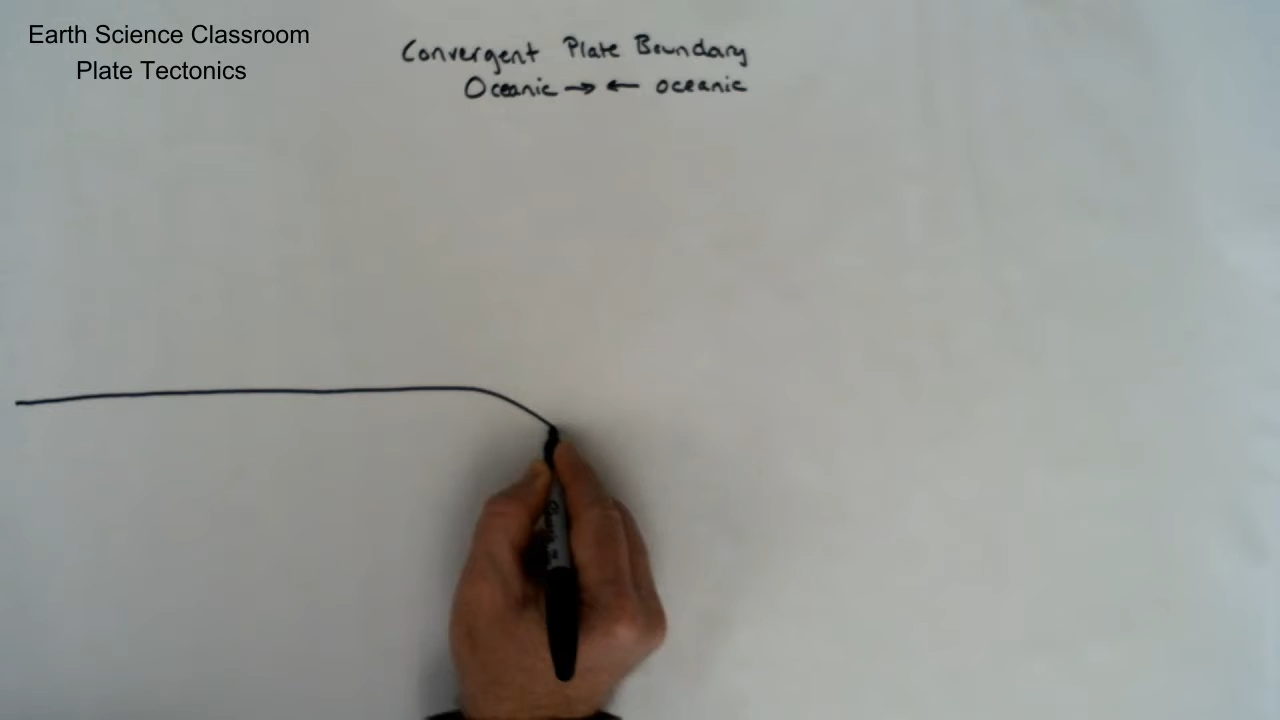 Earth Science Classroom
Plate Tectonics
Convergent Plate Boundary
Oceanic → ← oceanic